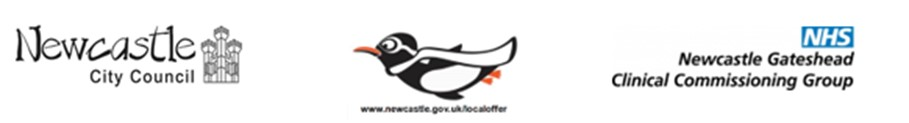 Newcastle
City Council
www.newcastle.gov.uk/localoffer
NHS
Newcastle Gateshead
Clinical Commissioning Group